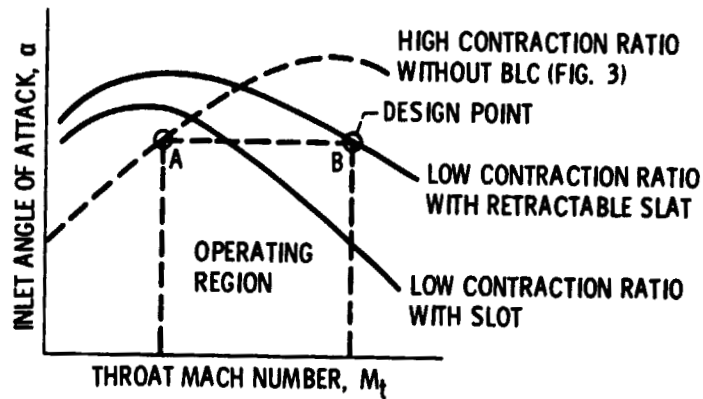 HIGH CONTRACTION RATIO
WITHOUT BLC (FIG. 3)
DESIGN POINT
INLET ANGLE OF ATTACK, α
A
B
LOW CONTRACTION RATIO
WITH RETRACTABLE SLAT
OPERATING
REGION
LOW CONTRACTION RATIO
WITH SLOT
THROAT MACH NUMBER, Mt